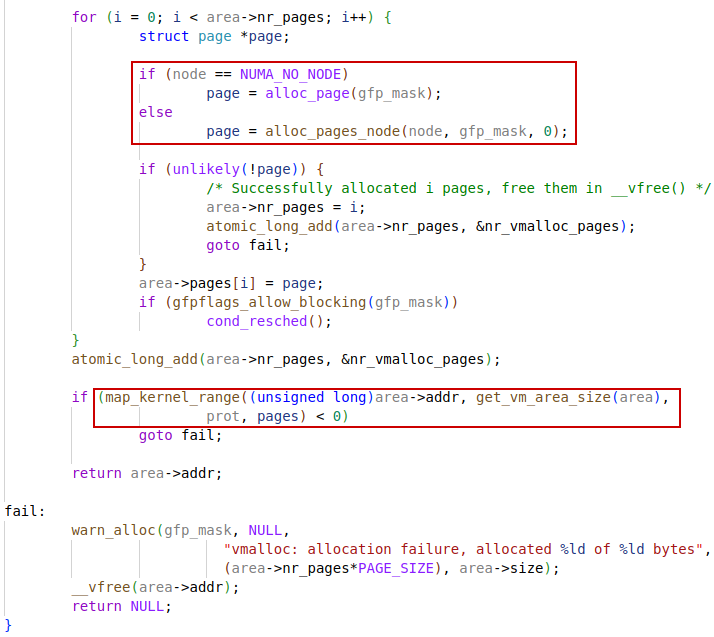 for (i = 0; i < area->nr_pages; i++) {
struct page *page;
if (node == NUMA_NO_NODE)
page = alloc_page(gfp_mask);
else
page = alloc_pages_node(node, gfp_mask, 0);
if (unlikely(!page)) {
/* Successfully allocated i pages, free them in __vfree() */
area->nr_pages = i;
atomic_long_add(area->nr_pages, &nr_vmalloc_pages);
goto fail;
}
area->pages[i] = page;
if (gfpflags_allow_blocking(gfp_mask))
cond_resched();
}
atomic_long_add(area->nr_pages, &nr_vmalloc_pages);
if (map_kernel_range((unsigned long)area->addr, get_vm_area_size(area),
prot, pages) < 0)
goto fail;
return area->addr;
fail:
warn_alloc(gfp_mask, NULL,
"vmalloc: allocation failure, allocated %ld of %ld bytes",
(area->nr_pages*PAGE_SIZE), area->size);
__vfree(area->addr);
return NULL;
}